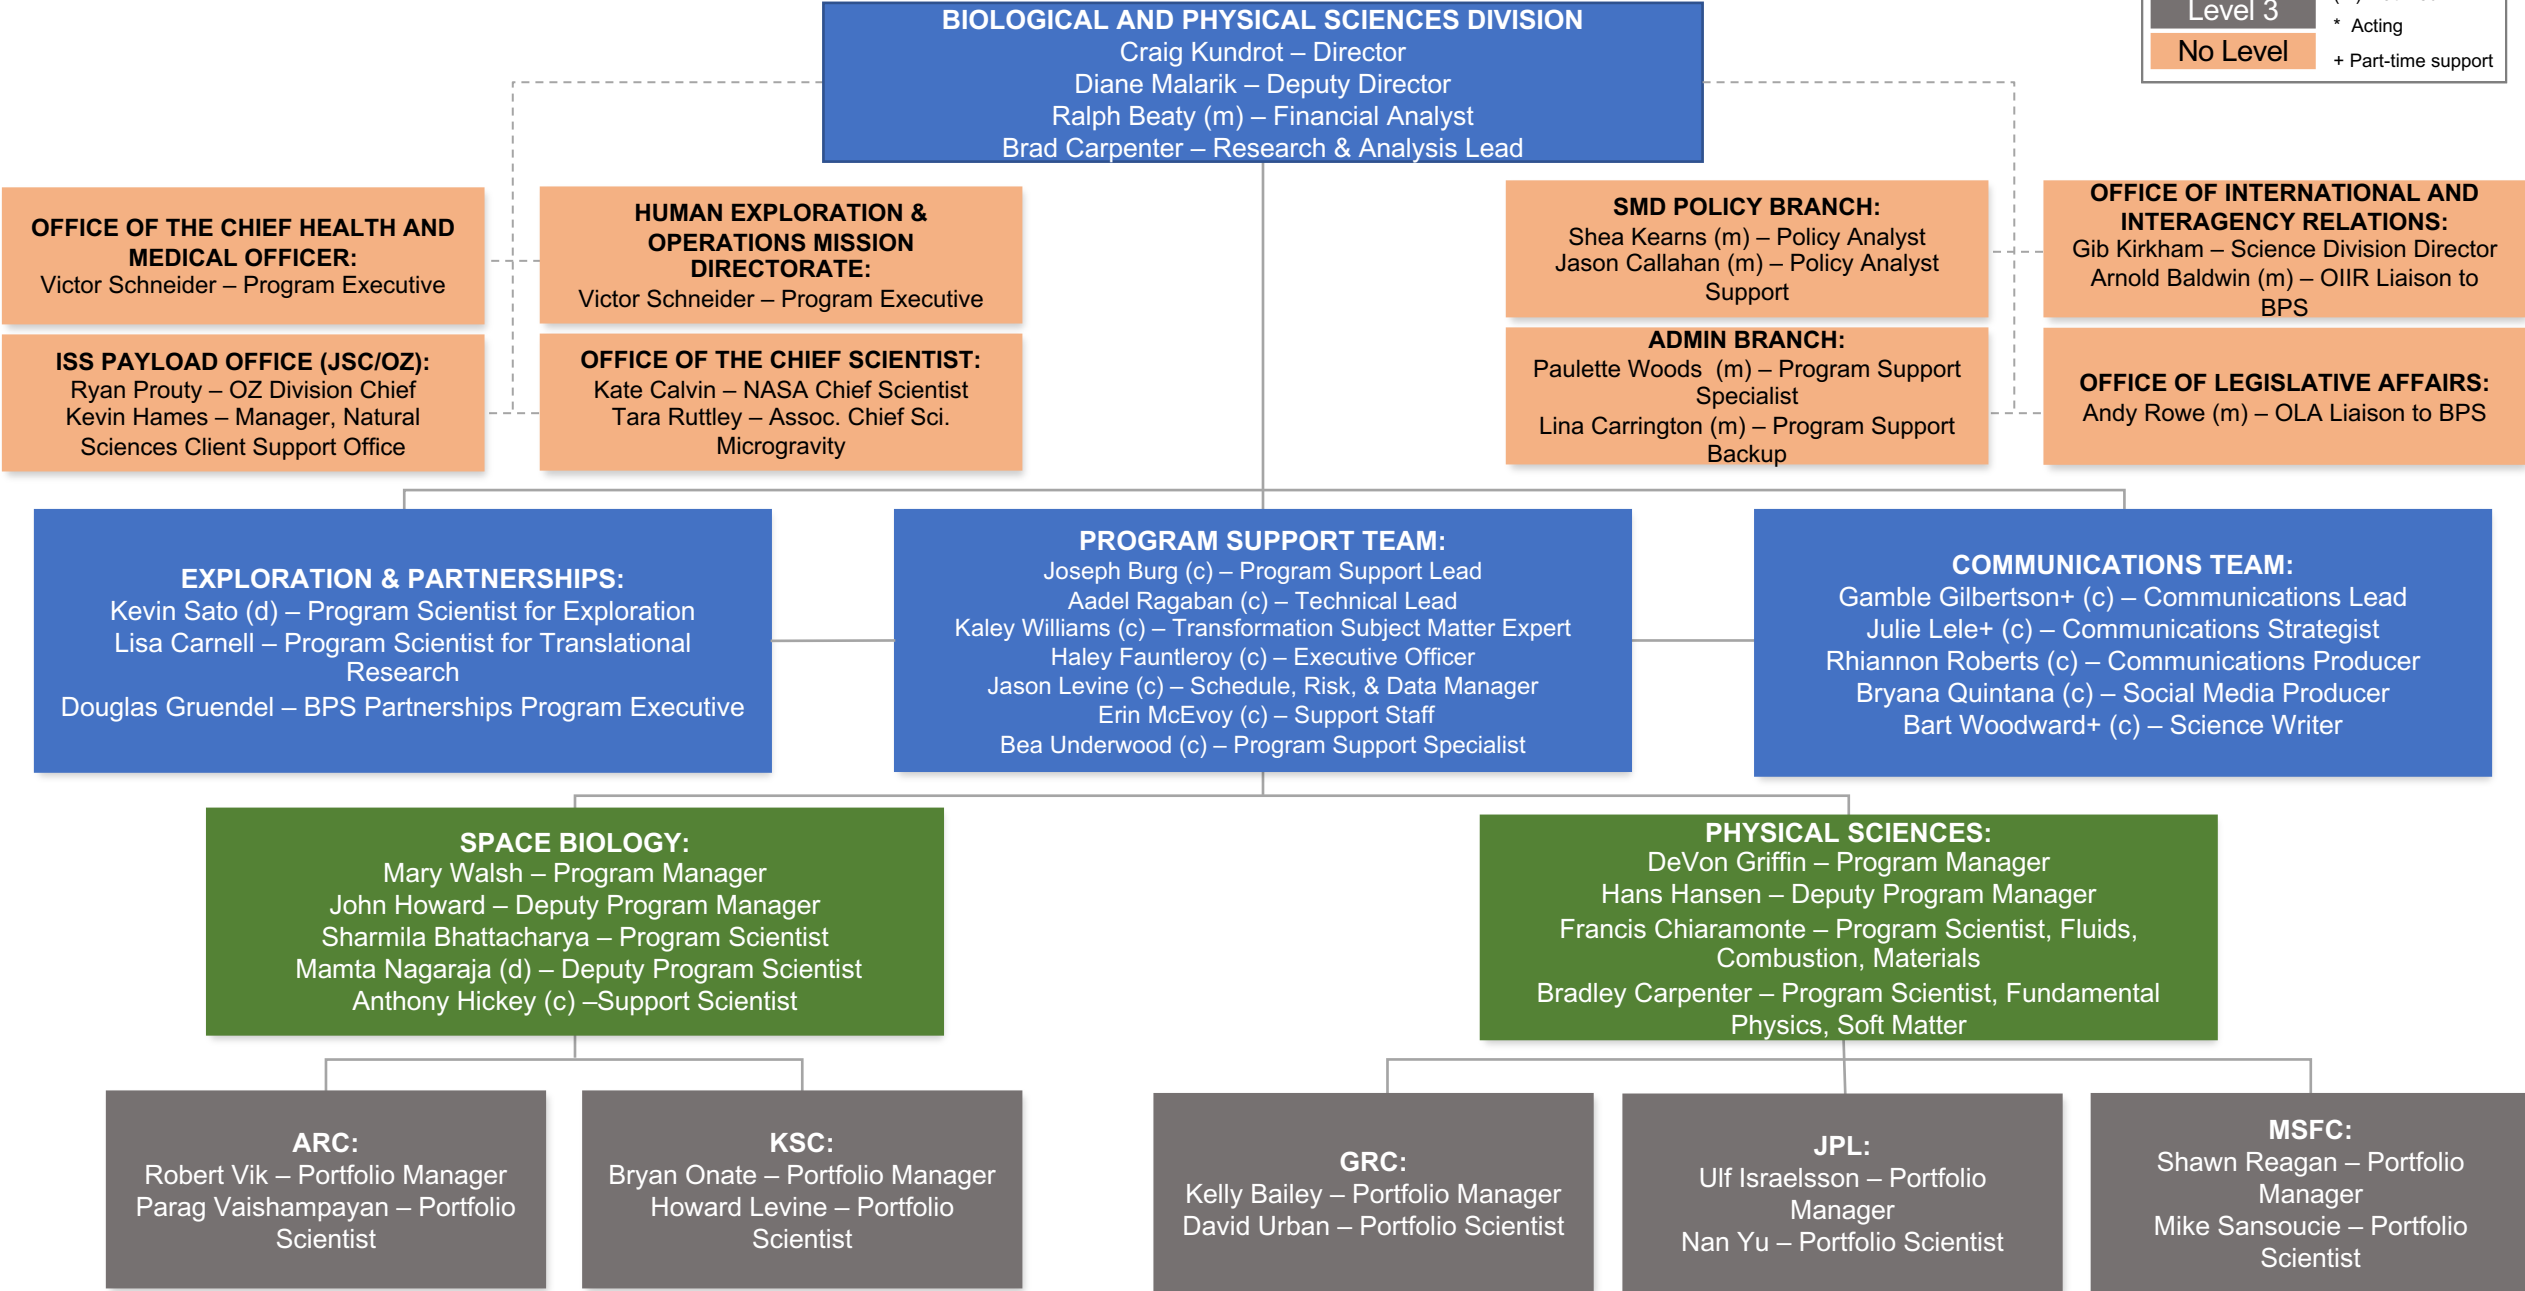 BIOLOGICAL AND PHYSICAL SCIENCES DIVISION
Craig Kundrot – Director
Diane Malarik – Deputy Director
Ralph Beaty (m) – Financial Analyst
Brad Carpenter – Research & Analysis Lead
Level 3
* Acting
No Level
+ Part-time support
OFFICE OF THE CHIEF HEALTH AND
MEDICAL OFFICER:
Victor Schneider – Program Executive
HUMAN EXPLORATION &
OPERATIONS MISSION
DIRECTORATE:
Victor Schneider – Program Executive
SMD POLICY BRANCH:
Shea Kearns (m) – Policy Analyst
Jason Callahan (m) – Policy Analyst
Support
OFFICE OF INTERNATIONAL AND
INTERAGENCY RELATIONS:
Gib Kirkham – Science Division Director
Arnold Baldwin (m) – OIIR Liaison to
BPS
ISS PAYLOAD OFFICE (JSC/OZ):
Ryan Prouty – OZ Division Chief
Kevin Hames – Manager, Natural
Sciences Client Support Office
OFFICE OF THE CHIEF SCIENTIST:
Kate Calvin – NASA Chief Scientist
Tara Ruttley – Assoc. Chief Sci.
Microgravity
ADMIN BRANCH:
Paulette Woods (m) – Program Support
Specialist
Lina Carrington (m) – Program Support
Backup
OFFICE OF LEGISLATIVE AFFAIRS:
Andy Rowe (m) – OLA Liaison to BPS
EXPLORATION & PARTNERSHIPS:
Kevin Sato (d) – Program Scientist for Exploration
Lisa Carnell – Program Scientist for Translational
Research
Douglas Gruendel – BPS Partnerships Program Executive
PROGRAM SUPPORT TEAM:
Joseph Burg (c) – Program Support Lead
Aadel Ragaban (c) – Technical Lead
Kaley Williams (c) – Transformation Subject Matter Expert
Haley Fauntleroy (c) – Executive Officer
Jason Levine (c) – Schedule, Risk, & Data Manager
Erin McEvoy (c) – Support Staff
Bea Underwood (c) – Program Support Specialist
COMMUNICATIONS TEAM:
Gamble Gilbertson+ (c) – Communications Lead
Julie Lele+ (c) – Communications Strategist
Rhiannon Roberts (c) – Communications Producer
Bryana Quintana (c) – Social Media Producer
Bart Woodward+ (c) – Science Writer
SPACE BIOLOGY:
Mary Walsh – Program Manager
John Howard – Deputy Program Manager
Sharmila Bhattacharya – Program Scientist
Mamta Nagaraja (d) – Deputy Program Scientist
Anthony Hickey (c) –Support Scientist
PHYSICAL SCIENCES:
DeVon Griffin – Program Manager
Hans Hansen – Deputy Program Manager
Francis Chiaramonte – Program Scientist, Fluids,
Combustion, Materials
Bradley Carpenter – Program Scientist, Fundamental
Physics, Soft Matter
ARC:
Robert Vik – Portfolio Manager
Parag Vaishampayan – Portfolio
Scientist
KSC:
Bryan Onate – Portfolio Manager
Howard Levine – Portfolio
Scientist
GRC:
Kelly Bailey – Portfolio Manager
David Urban – Portfolio Scientist
JPL:
Ulf Israelsson – Portfolio
Manager
Nan Yu – Portfolio Scientist
MSFC:
Shawn Reagan – Portfolio
Manager
Mike Sansoucie – Portfolio
Scientist